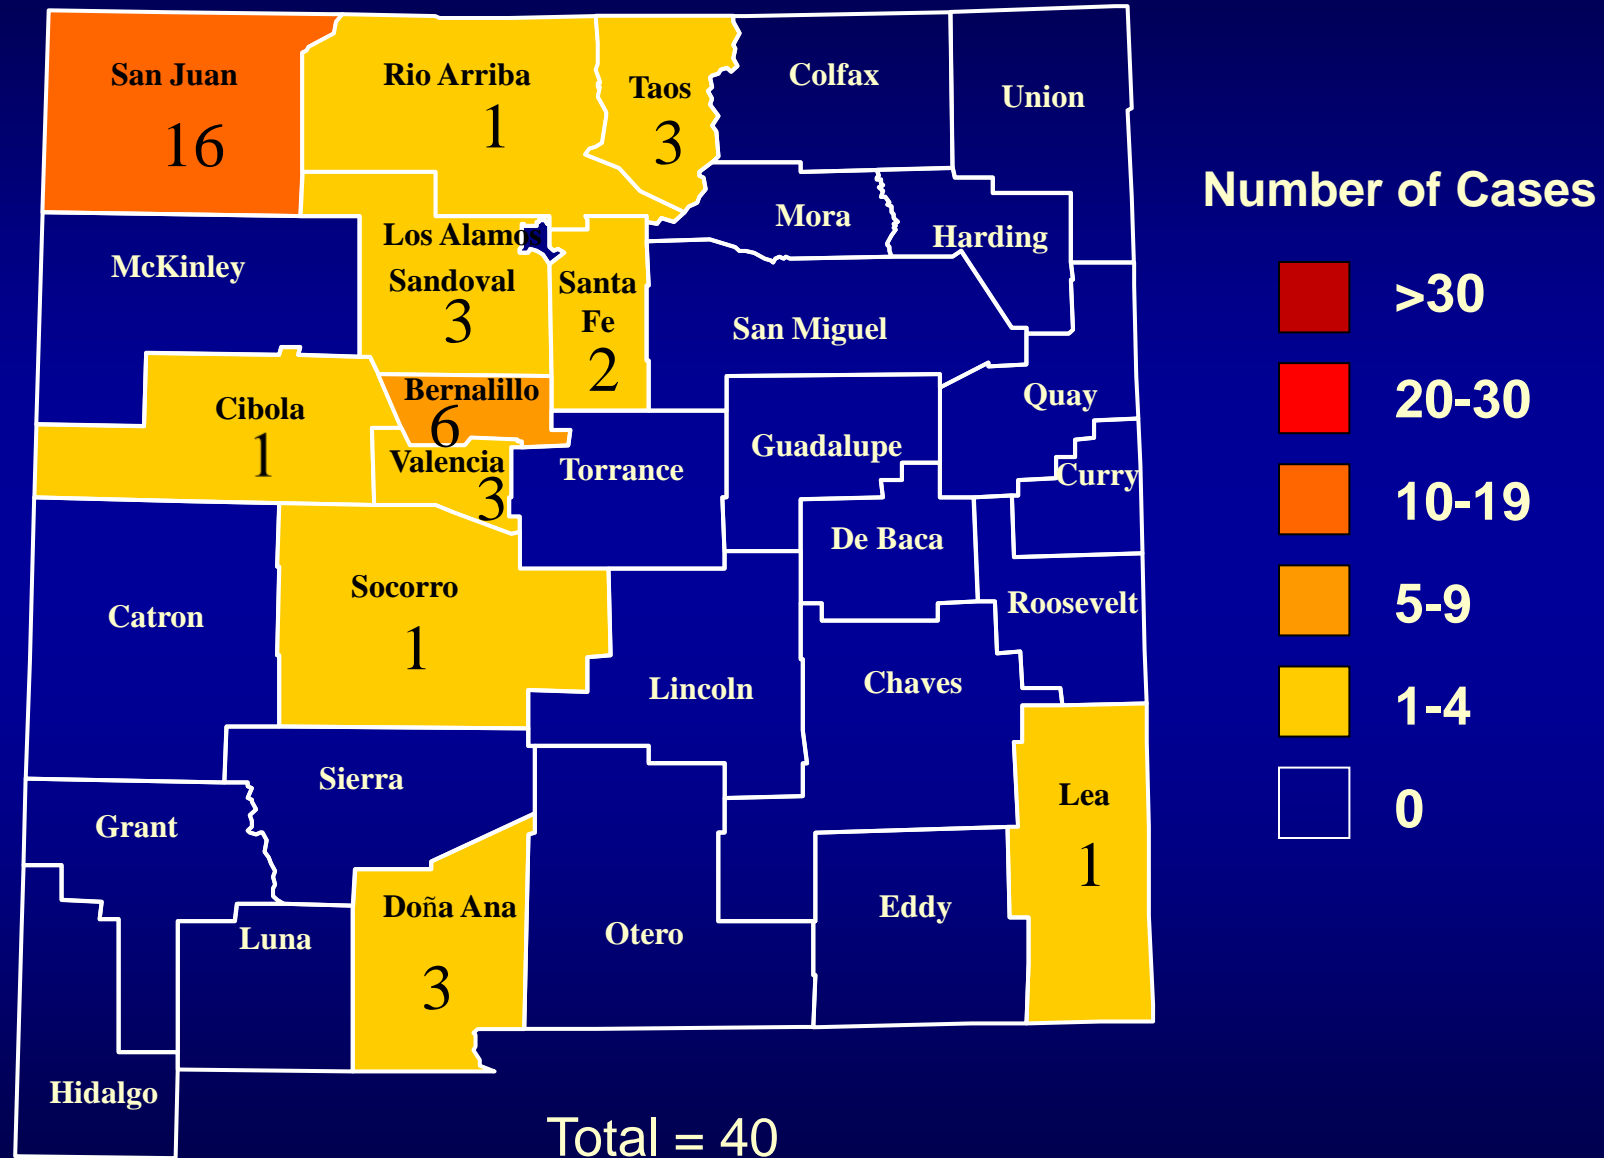 San Juan
16
Rio Arriba
1
Taos
3
Colfax
Union
Number of Cases
>30
20-30
10-19
5-9
1-4
0
Mora
Harding
Los Alamos
McKinley
Sandoval
3
Santa
Fe
2
San Miguel
Bernalillo
6
Quay
Cibola
1
Guadalupe
Valencia
3
Torrance
Curry
De Baca
Socorro
1
Catron
Roosevelt
Lincoln
Chaves
Sierra
Lea
1
Grant
Doña Ana
3
Eddy
Otero
Luna
Hidalgo
Total = 40